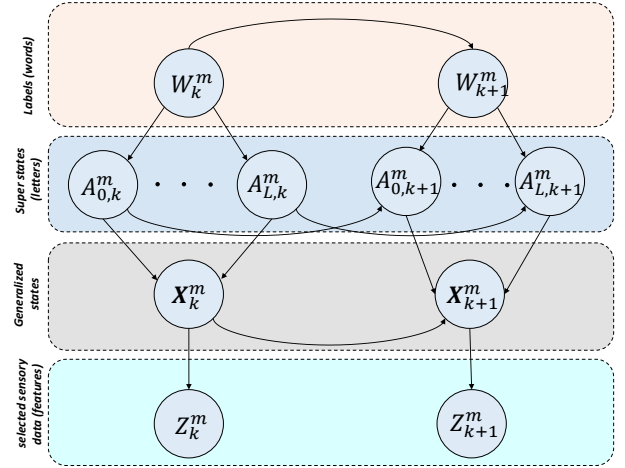 Labels (words)
W_k^m
W_{k+1}^m
Super states
(letters)
A_{0,k}^m
. . .
A_{L,k}^m
A_{0,k+1}^m
. . .
A_{L,k+1}^m
Generalized
states
X_k^m
X_{k+1}^m
selected sensory
data (features)
Z_k^m
Z_{k+1}^m